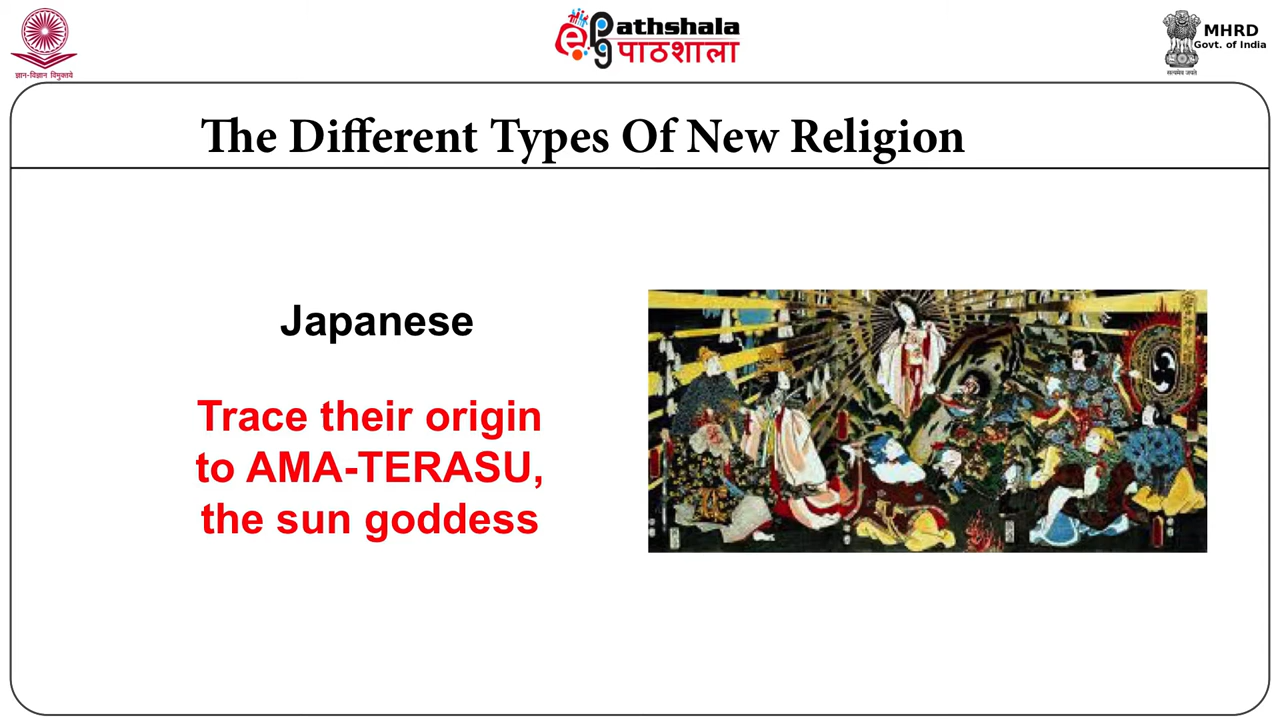 ज्ञान-विज्ञान विमुक्तये
ePathshala
पाठशाला
MHRD
Govt. of India
सत्यमेव जयते
The Different Types Of New Religion
Japanese
Trace their origin
to AMA-TERASU,
the sun goddess